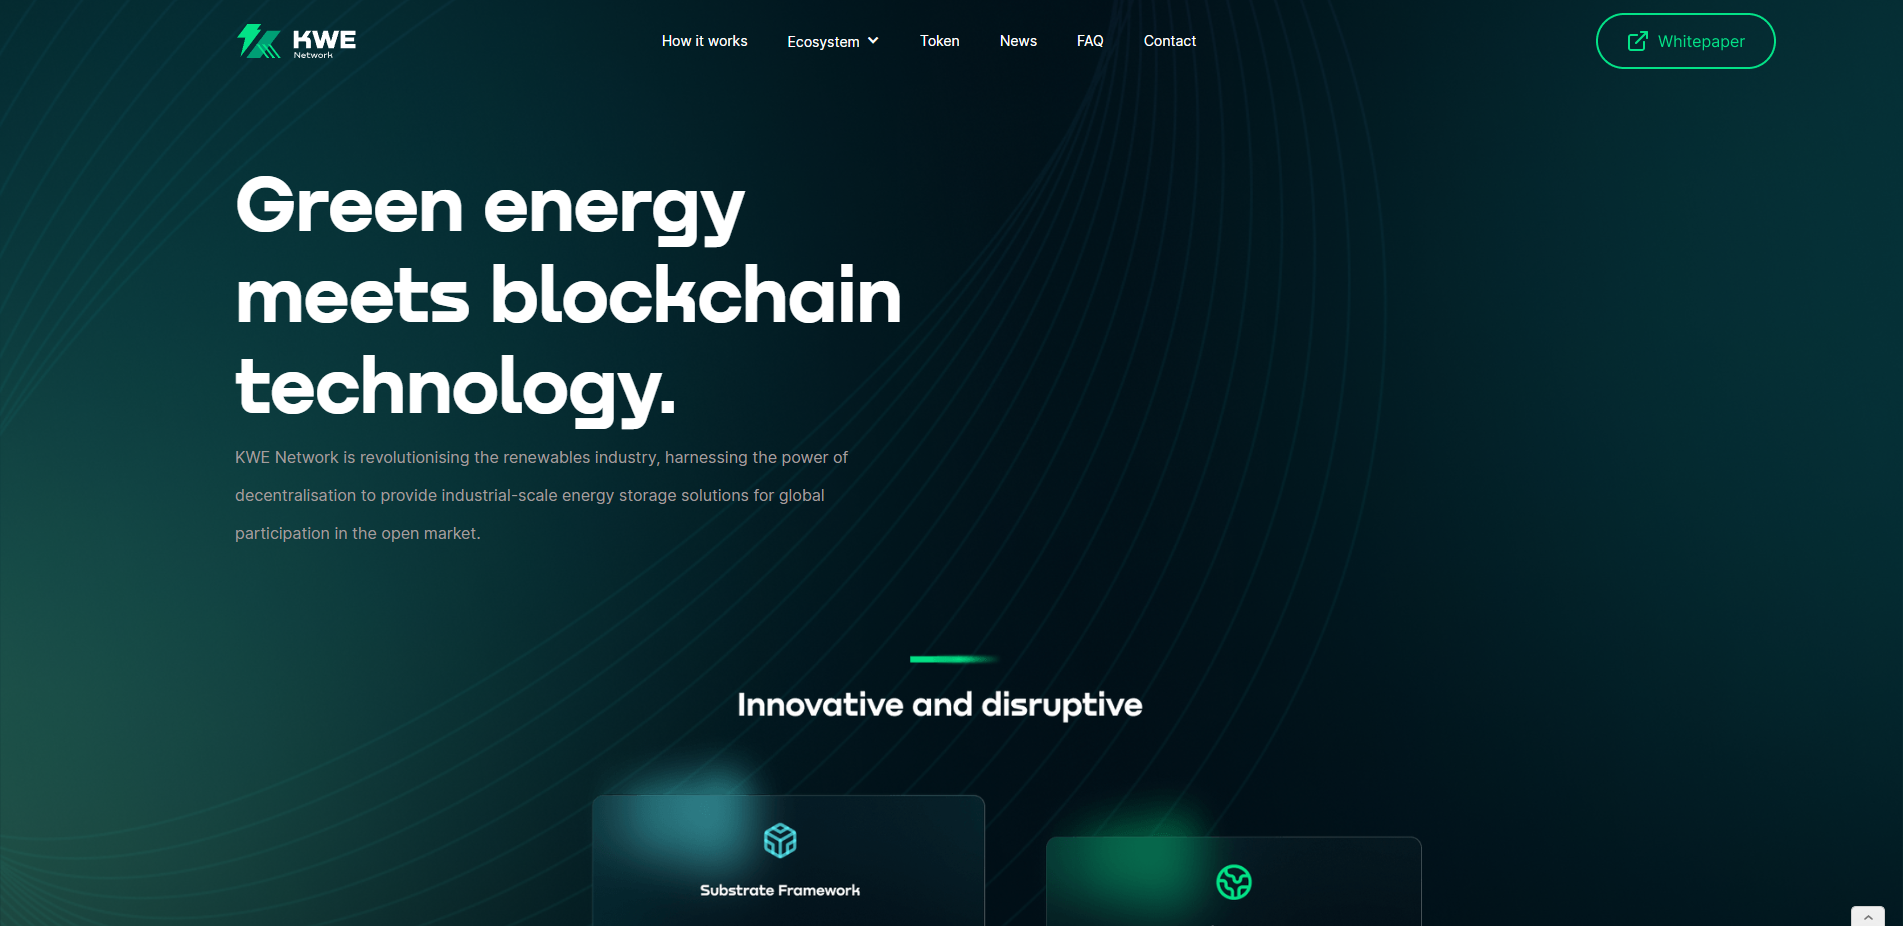 KWE
Network
How it works
Ecosystem
Token
News
FAQ
Contact
Whitepaper
Green energy
meets blockchain
technology.
KWE Network is revolutionising the renewables industry, harnessing the power of
decentralisation to provide industrial-scale energy storage solutions for global
participation in the open market.
Innovative and disruptive
Substrate Framework